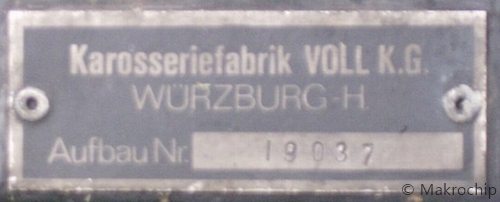 Karosseriefabrik VOLL K.G.
WÜRZBURG-H.
Aufbau Nr. 19037
© Makrochip